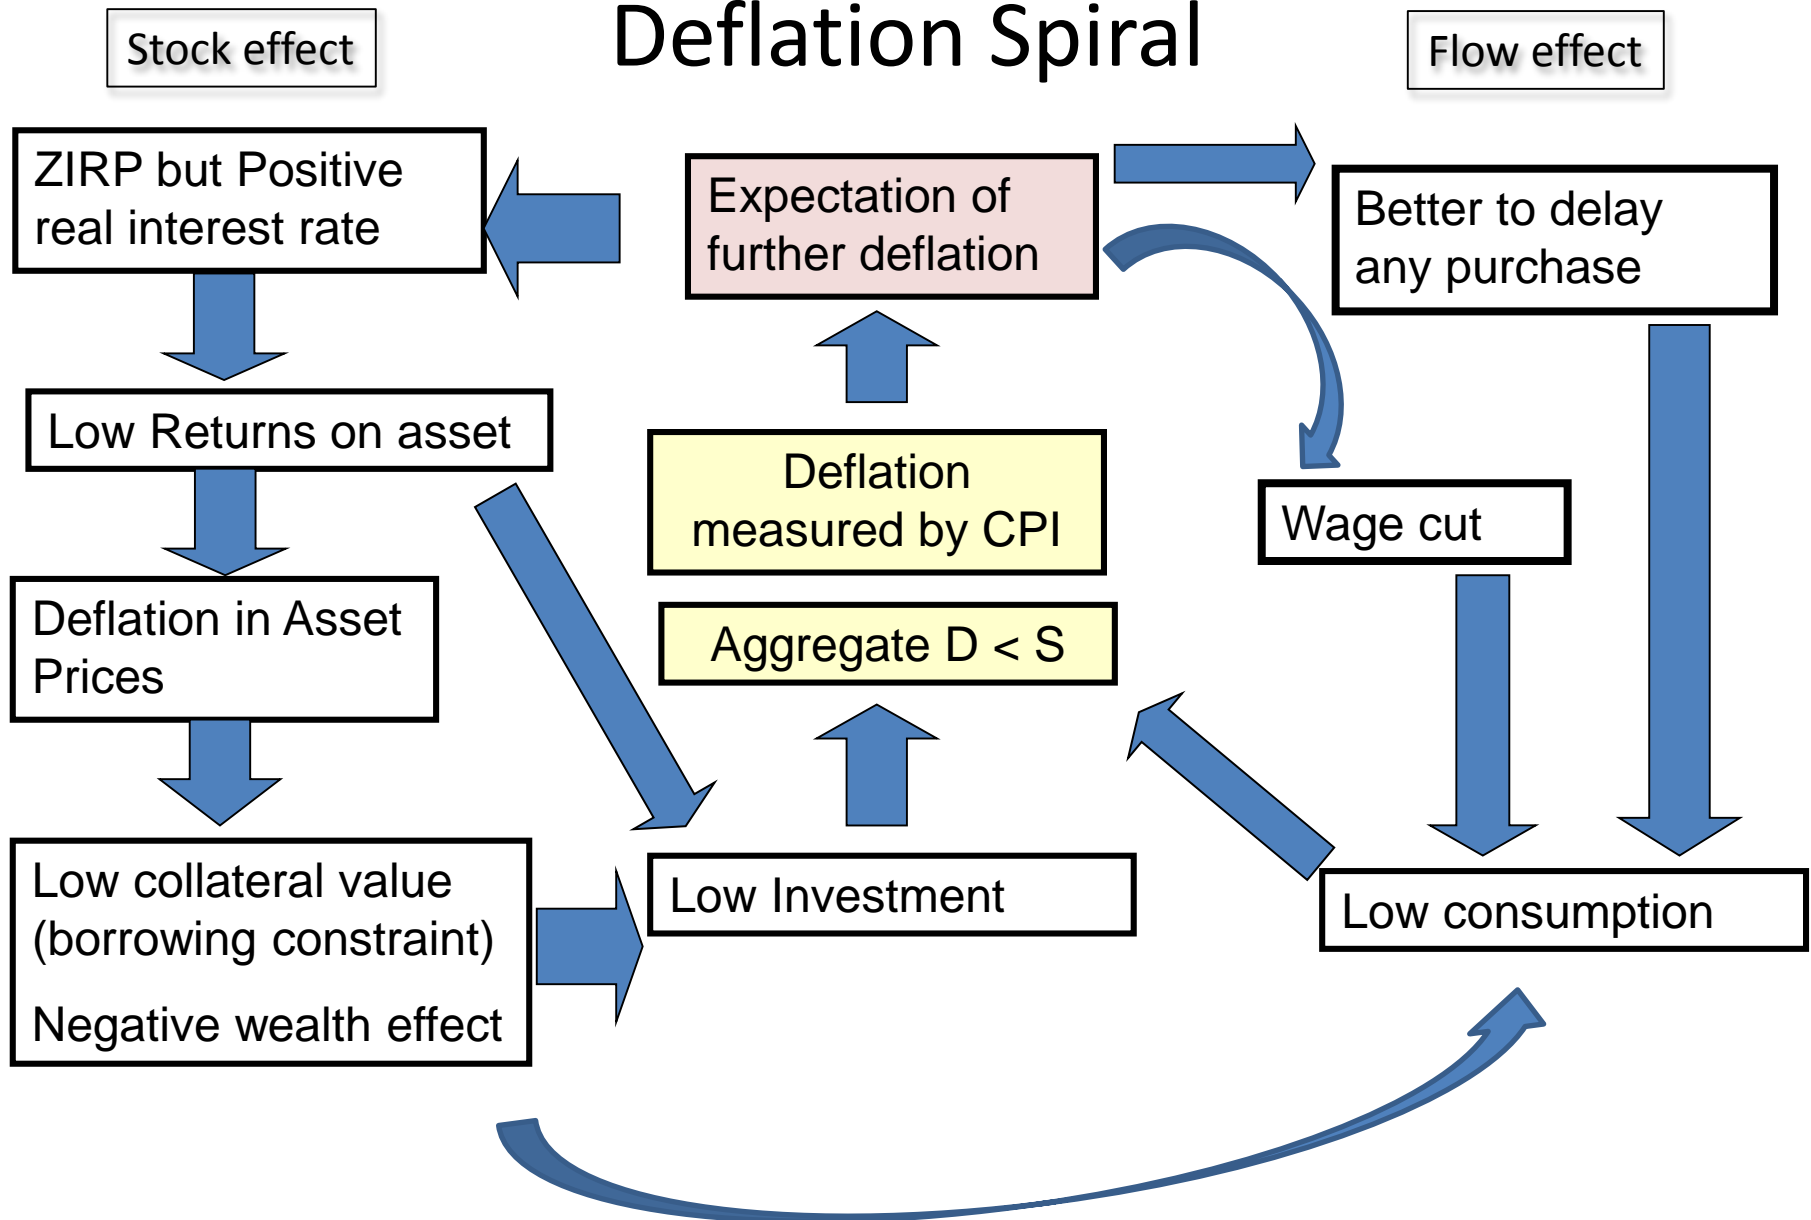 Deflation Spiral
Stock effect
Flow effect
ZIRP but Positive
real interest rate
Expectation of
further deflation
Better to delay
any purchase
Low Returns on asset
Deflation
measured by CPI
Wage cut
Deflation in Asset
Prices
Aggregate D < S
Low collateral value
(borrowing constraint)
Negative wealth effect
Low Investment
Low consumption